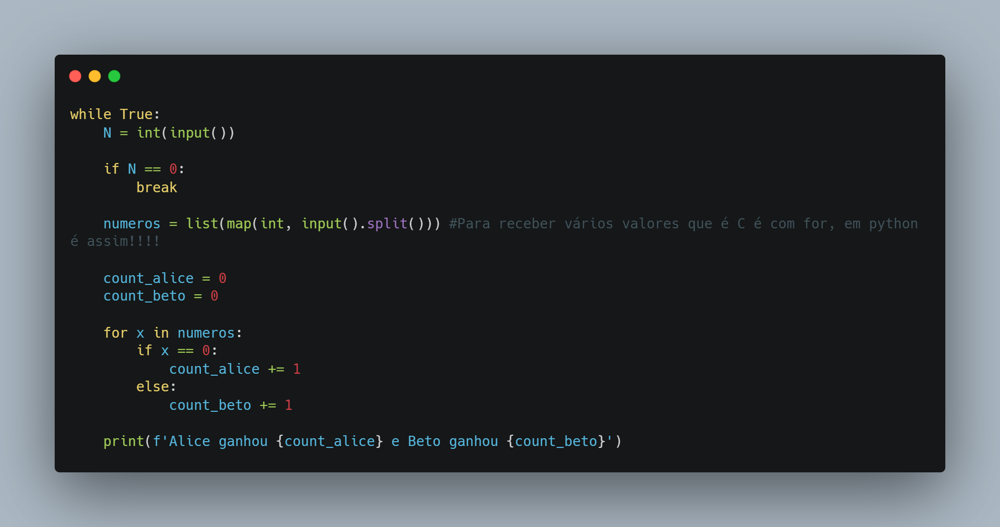 while True:
    N = int(input())

    if N == 0:
        break

    numeros = list(map(int, input().split())) #Para receber vários valores que é C é com for, em python
é assim!!!!

    count_alice = 0
    count_beto = 0

    for x in numeros:
        if x == 0:
            count_alice += 1
        else:
            count_beto += 1

    print(f'Alice ganhou {count_alice} e Beto ganhou {count_beto}')